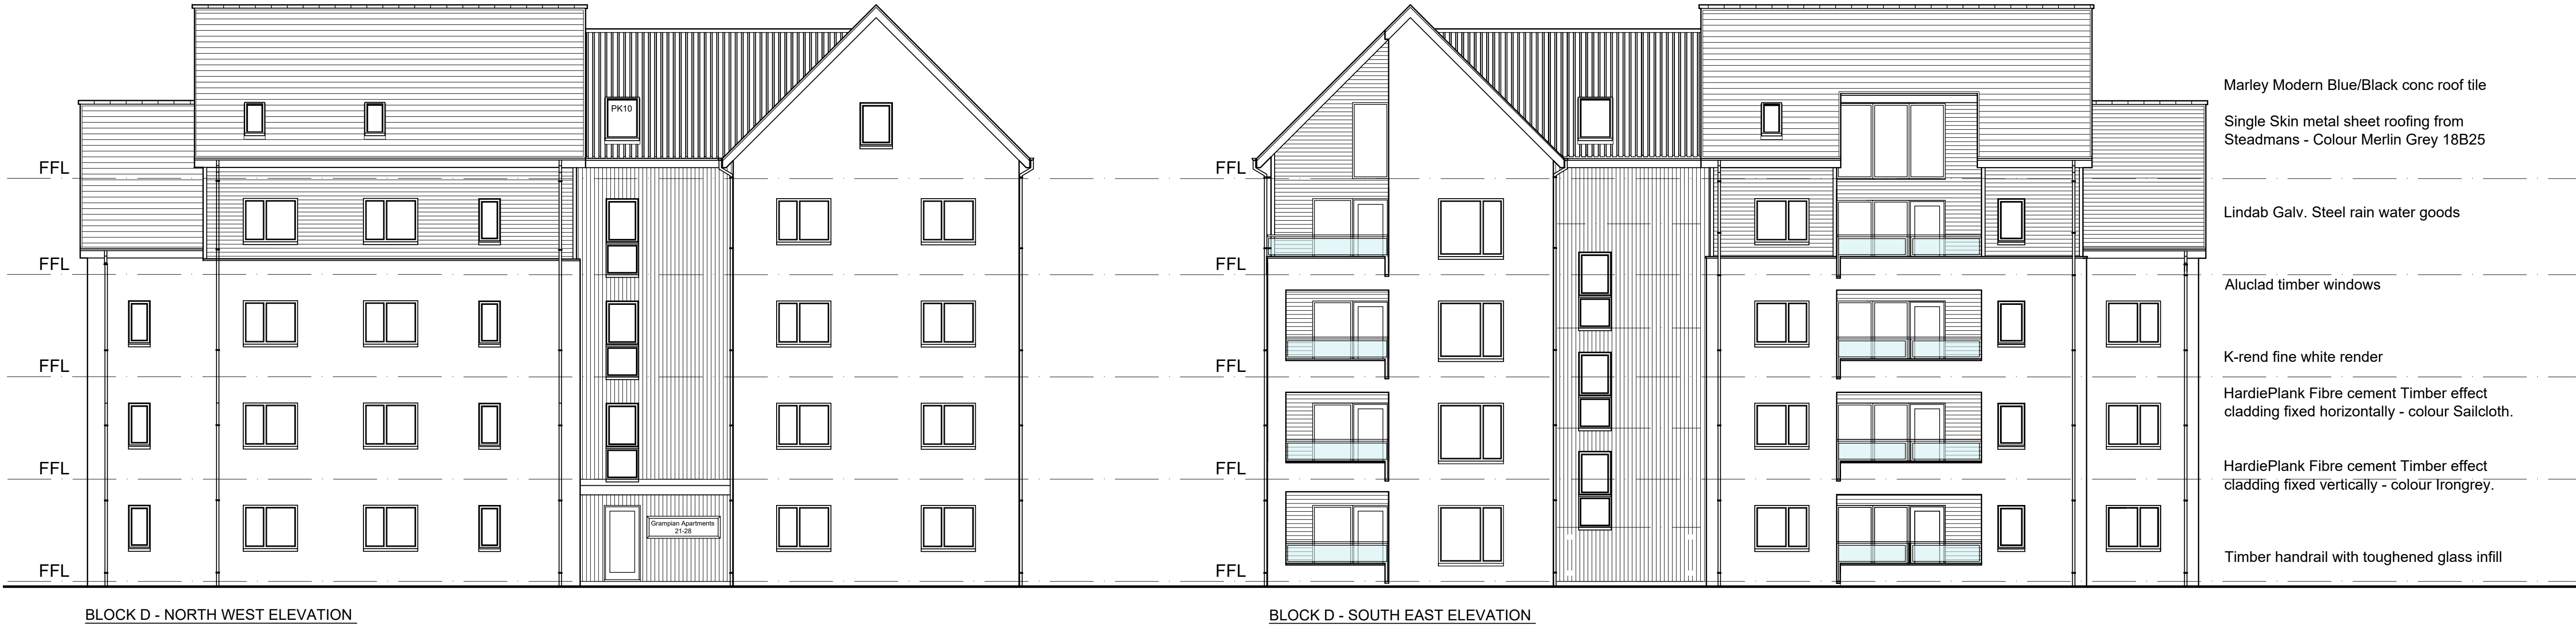 PK10
FFL
FFL
FFL
FFL
FFL
Grampian Apartments
21-28
BLOCK D - NORTH WEST ELEVATION
FFL
FFL
FFL
FFL
FFL
BLOCK D - SOUTH EAST ELEVATION
Marley Modern Blue/Black conc roof tile
Single Skin metal sheet roofing from
Steadmans - Colour Merlin Grey 18B25
Lindab Galv. Steel rain water goods
Aluclad timber windows
K-rend fine white render
HardiePlank Fibre cement Timber effect
cladding fixed horizontally - colour Sailcloth.
HardiePlank Fibre cement Timber effect
cladding fixed vertically - colour Irongrey.
Timber handrail with toughened glass infill